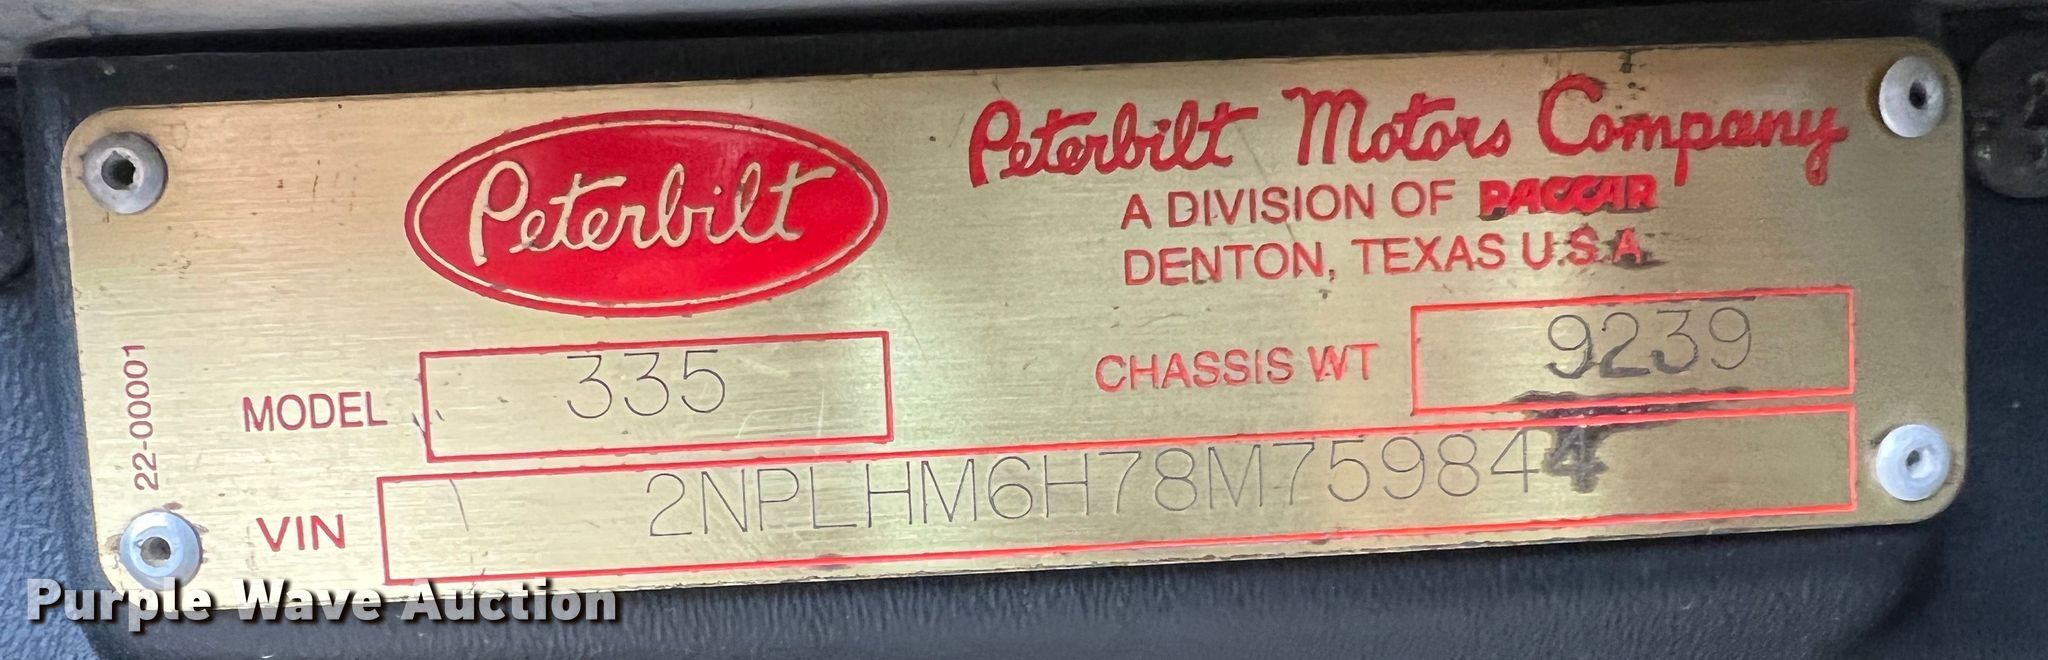 Peterbilt
Peterbilt Motors Company
A DIVISION OF PACCAR
DENTON, TEXAS U.S.A
MODEL 335
CHASSIS WT 9239
VIN 2NPLHM6H78M759844
22-00001
Purple Wave Auction